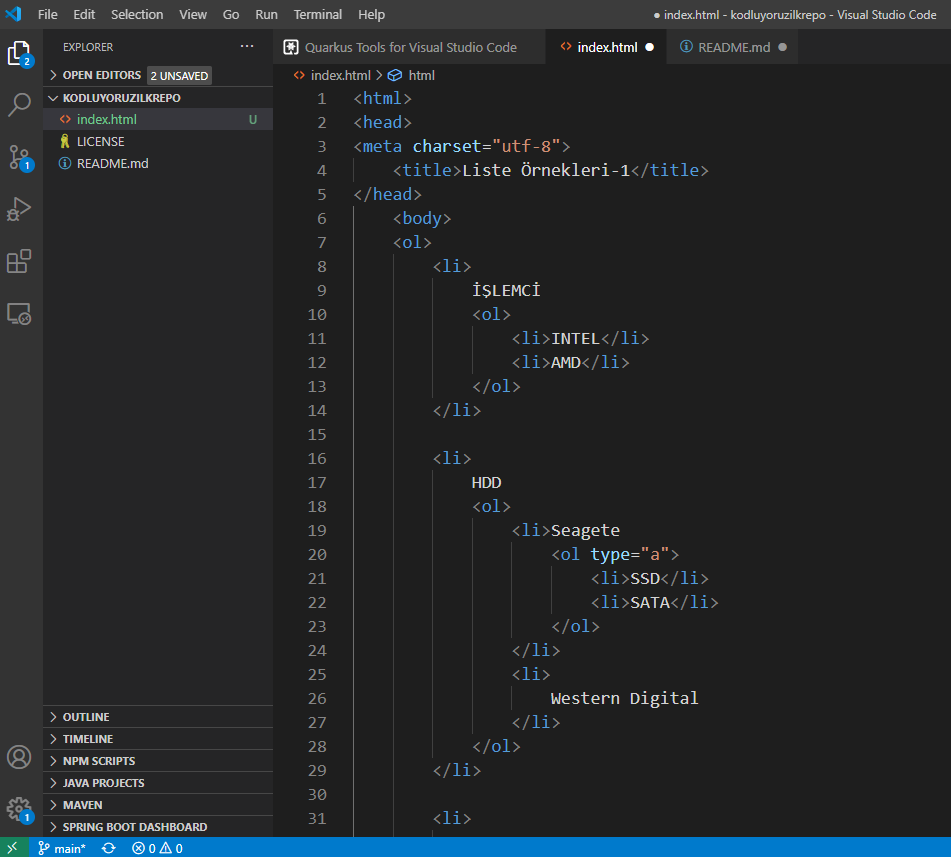 File Edit Selection View Go Run Terminal Help ● index.html - kodluyoruzilkrepo - Visual Studio Code
EXPLORER ···
Quarkus Tools for Visual Studio Code
<> index.html ●
README.md ●
2
> OPEN EDITORS 2 UNSAVED
KODLUYORUZILKREPO
<> index.html U
LICENSE
README.md
1
<> index.html > html
1 <html>
2 <head>
3 <meta charset="utf-8">
4 <title>Liste Örnekleri-1</title>
5 </head>
6 <body>
7 <ol>
8 <li>
9 İŞLEMCİ
10 <ol>
11 <li>INTEL</li>
12 <li>AMD</li>
13 </ol>
14 </li>
15
16 <li>
17 HDD
18 <ol>
19 <li>Seagete
20 <ol type="a">
21 <li>SSD</li>
22 <li>SATA</li>
23 </ol>
24 </li>
25 <li>
26 Western Digital
27 </li>
28 </ol>
29 </li>
30
31 <li>
> OUTLINE
> TIMELINE
> NPM SCRIPTS
> JAVA PROJECTS
> MAVEN
> SPRING BOOT DASHBOARD
1
main* 0 0